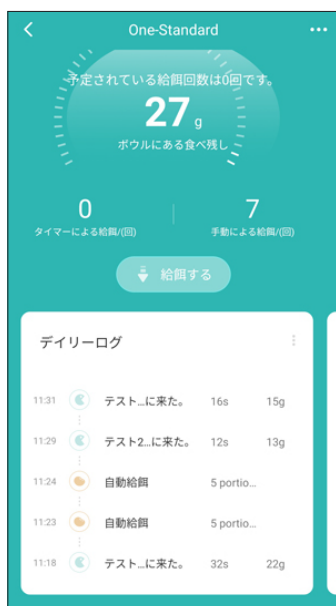 One-Standard
予定されている給餌回数は0回です。
27 g
ボウルにある食べ残し
0 7
タイマーによる給餌/(回) 手動による給餌/(回)
給餌する
デイリーログ
11:31 テスト...に来た。 16s 15g
11:29 テスト2...に来た。 12s 13g
11:24 自動給餌 5 portio...
11:23 自動給餌 5 portio...
11:18 テスト...に来た。 32s 22g